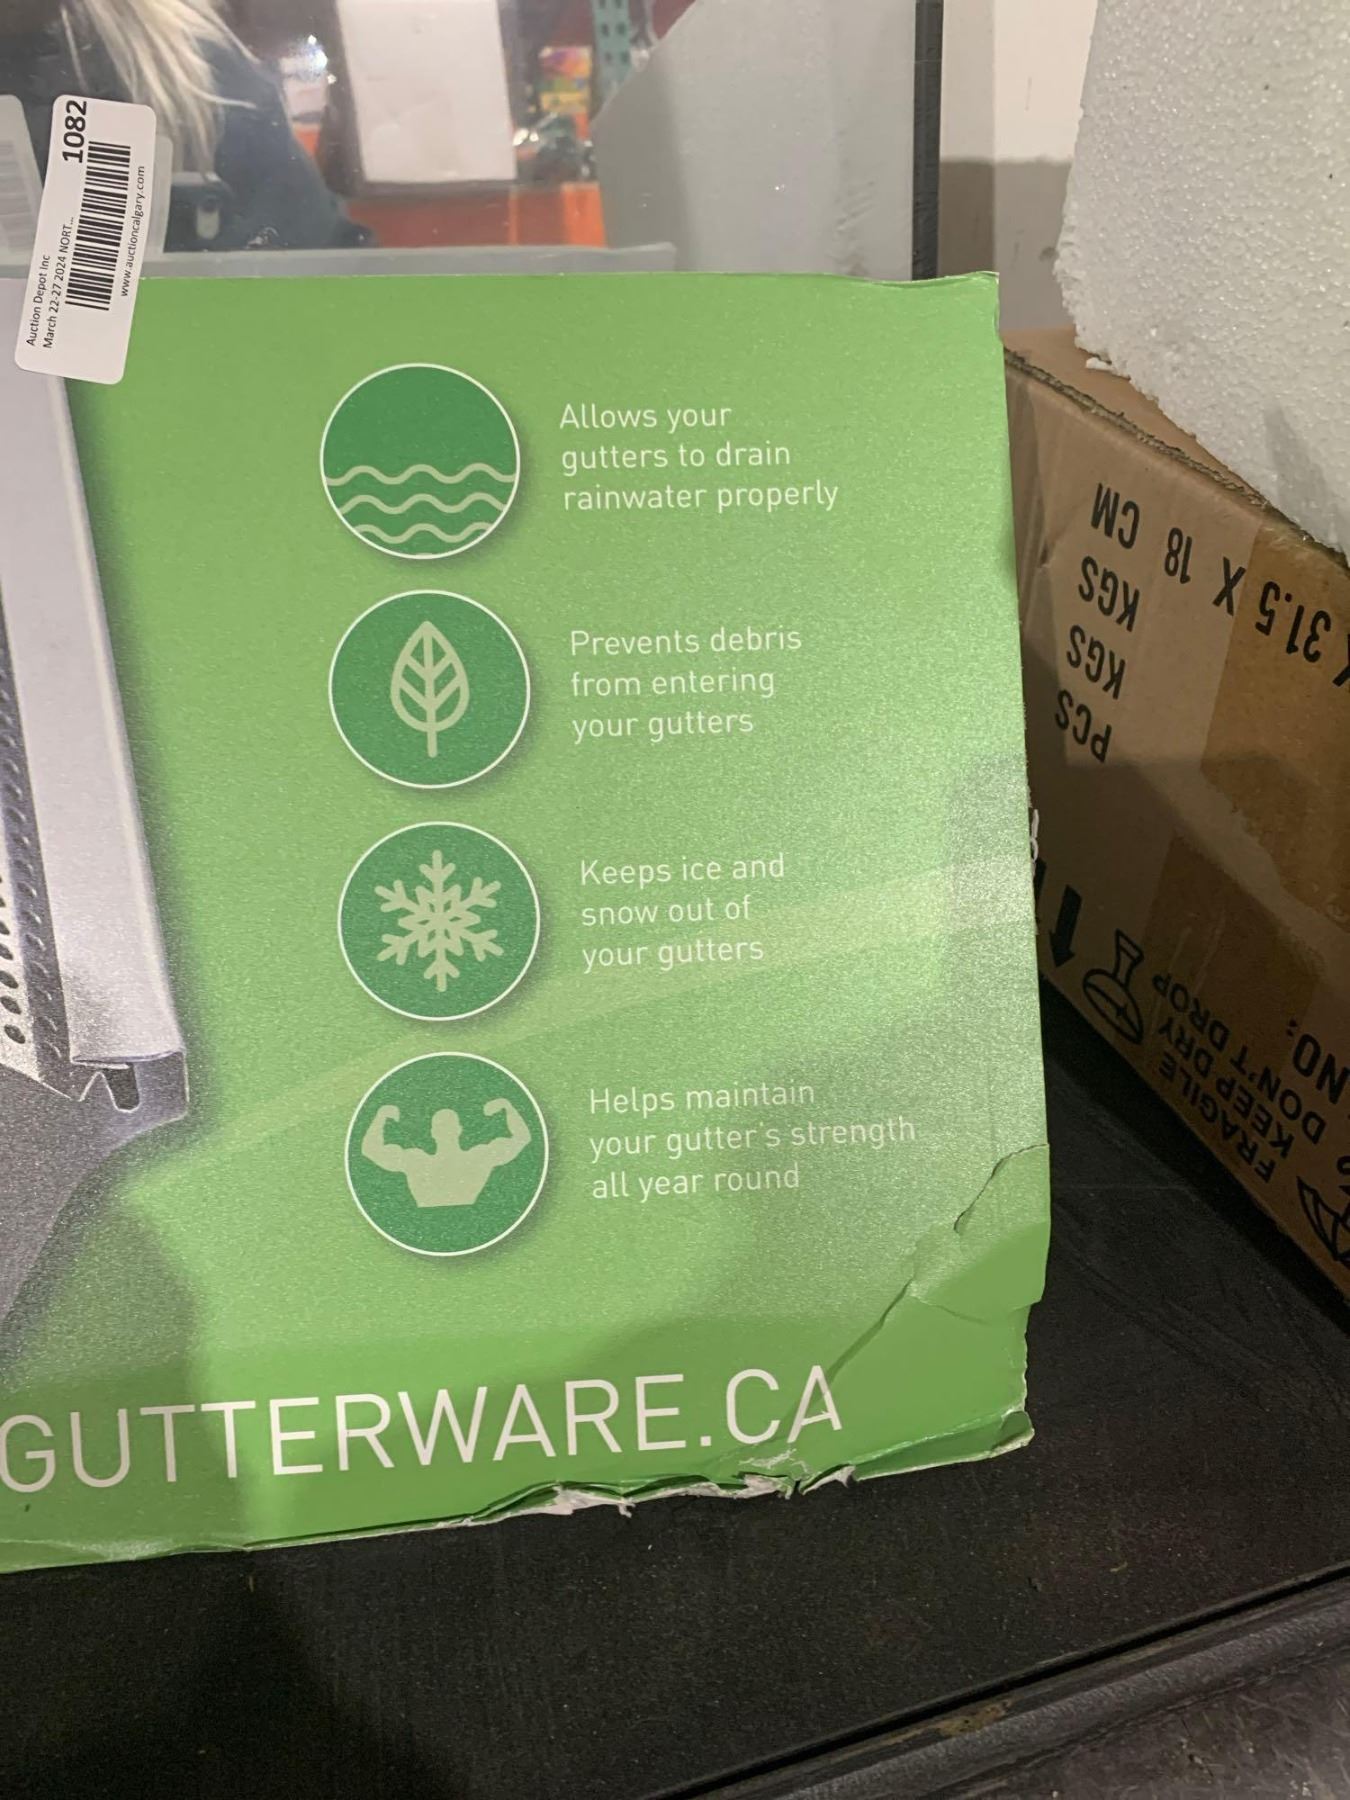 1082
Auction Depot Inc
March 22-27 2024 NORT...
www.auctioncalgary.com
Allows your
gutters to drain
rainwater properly
Prevents debris
from entering
your gutters
Keeps ice and
snow out of
your gutters
Helps maintain
your gutter's strength
all year round
GUTTERWARE.CA
PCS
KGS
KGS
31.5 X 18 CM
FRAGILE
KEEP DRY
DON'T DROP
NO: